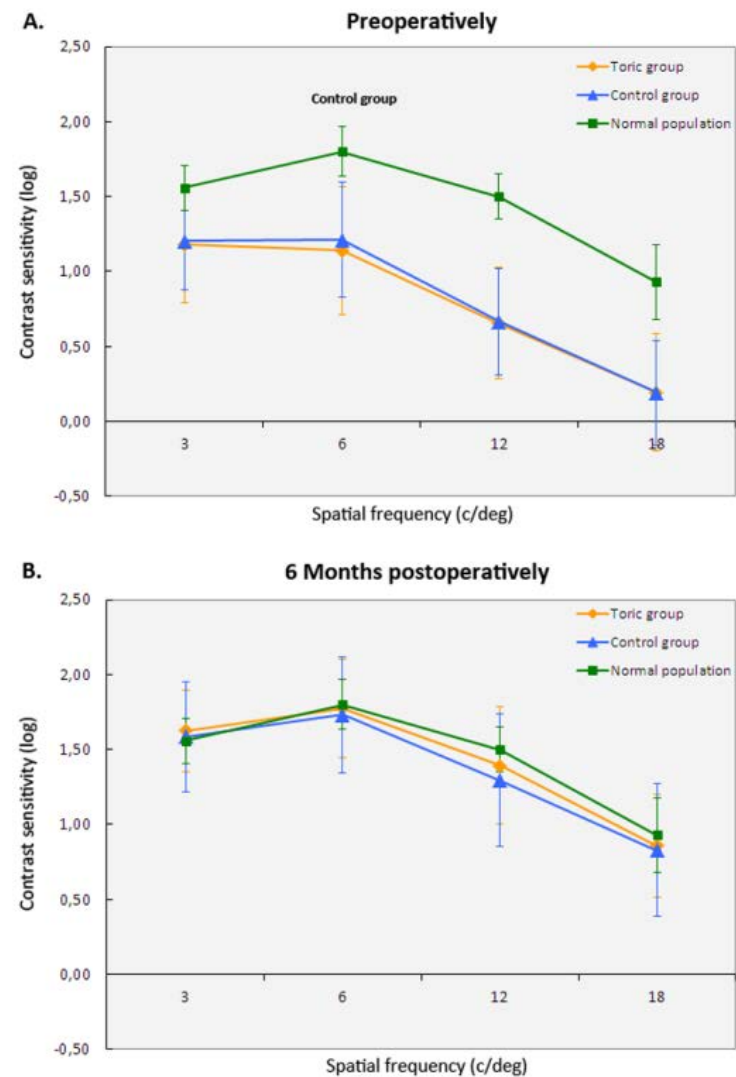 A.
Preoperatively
2,50
2,00
1,50
1,00
0,50
0,00
-0,50
Contrast sensitivity (log)
Control group
Toric group
Control group
Normal population
3
6
12
18
Spatial frequency (c/deg)
B.
6 Months postoperatively
2,50
2,00
1,50
1,00
0,50
0,00
-0,50
Contrast sensitivity (log)
Toric group
Control group
Normal population
3
6
12
18
Spatial frequency (c/deg)